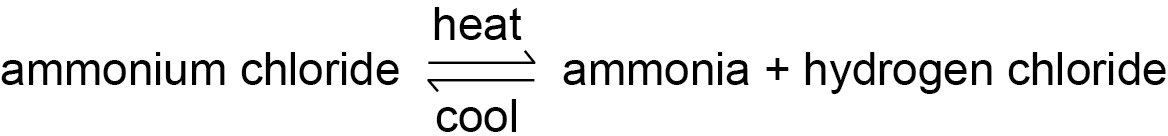 heat
ammonium chloride ⇌ ammonia + hydrogen chloride
cool